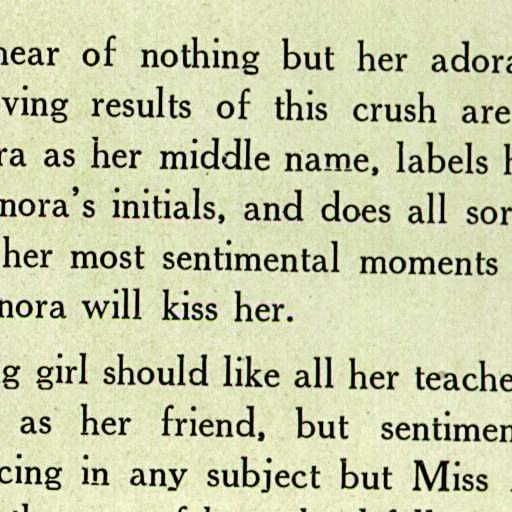 hear of nothing but her adora
ving results of this crush are
ra as her middle name, labels h
nora's initials, and does all sor
her most sentimental moments
nora will kiss her.
g girl should like all her teache
as her friend, but sentimen
cing in any subject but Miss